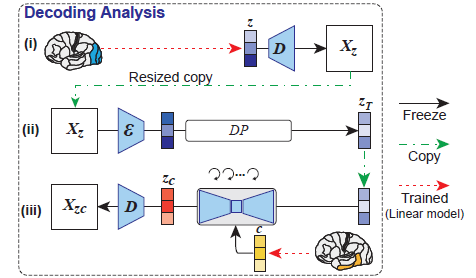 Decoding Analysis
(i) z D X_z
Resized copy
(ii) X_z ℰ DP z_T
(iii) X_zc D z_c c
Freeze
Copy
Trained
(Linear model)